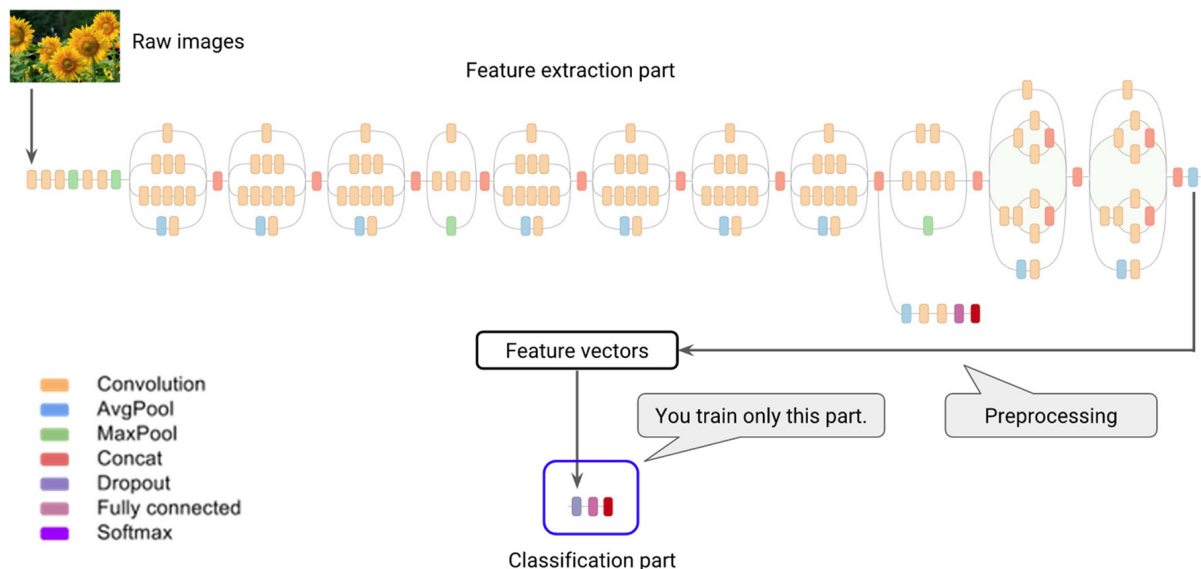 Raw images
Feature extraction part
Feature vectors
You train only this part.
Preprocessing
Convolution
AvgPool
MaxPool
Concat
Dropout
Fully connected
Softmax
Classification part